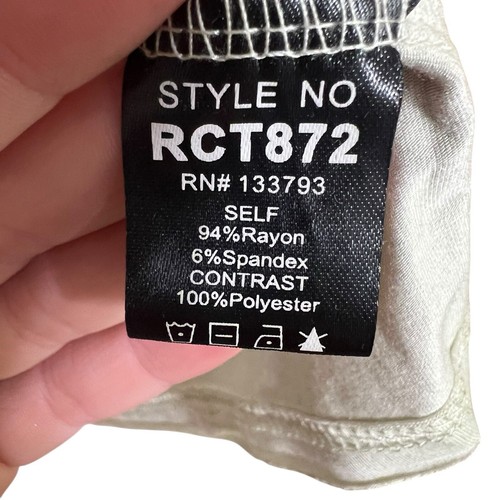 STYLE NO
RCT872
RN# 133793
SELF
94%Rayon
6%Spandex
CONTRAST
100%Polyester